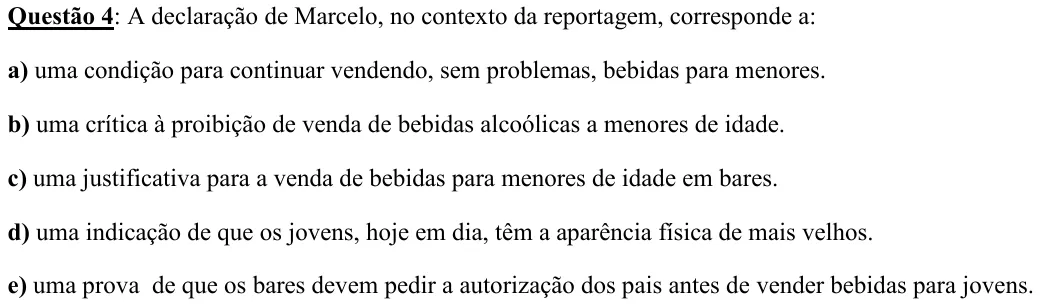 Questão 4: A declaração de Marcelo, no contexto da reportagem, corresponde a:
a) uma condição para continuar vendendo, sem problemas, bebidas para menores.
b) uma crítica à proibição de venda de bebidas alcoólicas a menores de idade.
c) uma justificativa para a venda de bebidas para menores de idade em bares.
d) uma indicação de que os jovens, hoje em dia, têm a aparência física de mais velhos.
e) uma prova de que os bares devem pedir a autorização dos pais antes de vender bebidas para jovens.